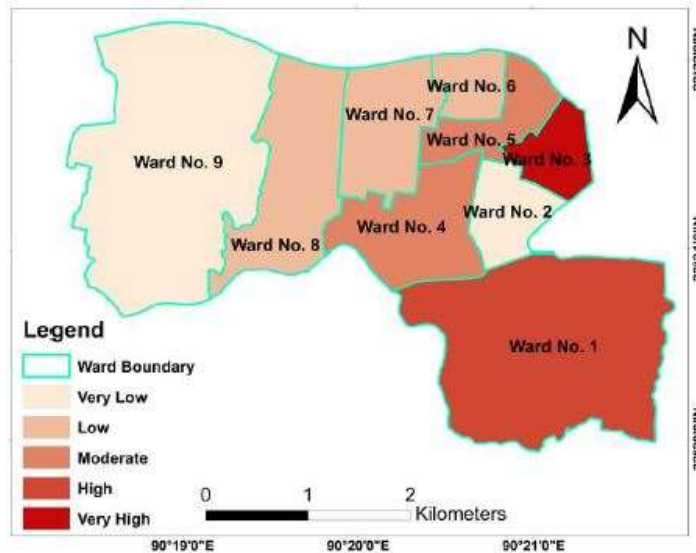 N
Ward No. 6
Ward No. 7
Ward No. 5
Ward No. 3
Ward No. 9
Ward No. 2
Ward No. 4
Ward No. 8
Ward No. 1
Legend
Ward Boundary
Very Low
Low
Moderate
High
Very High
0 1 2
Kilometers
90°19'0"E 90°20'0"E 90°21'0"E